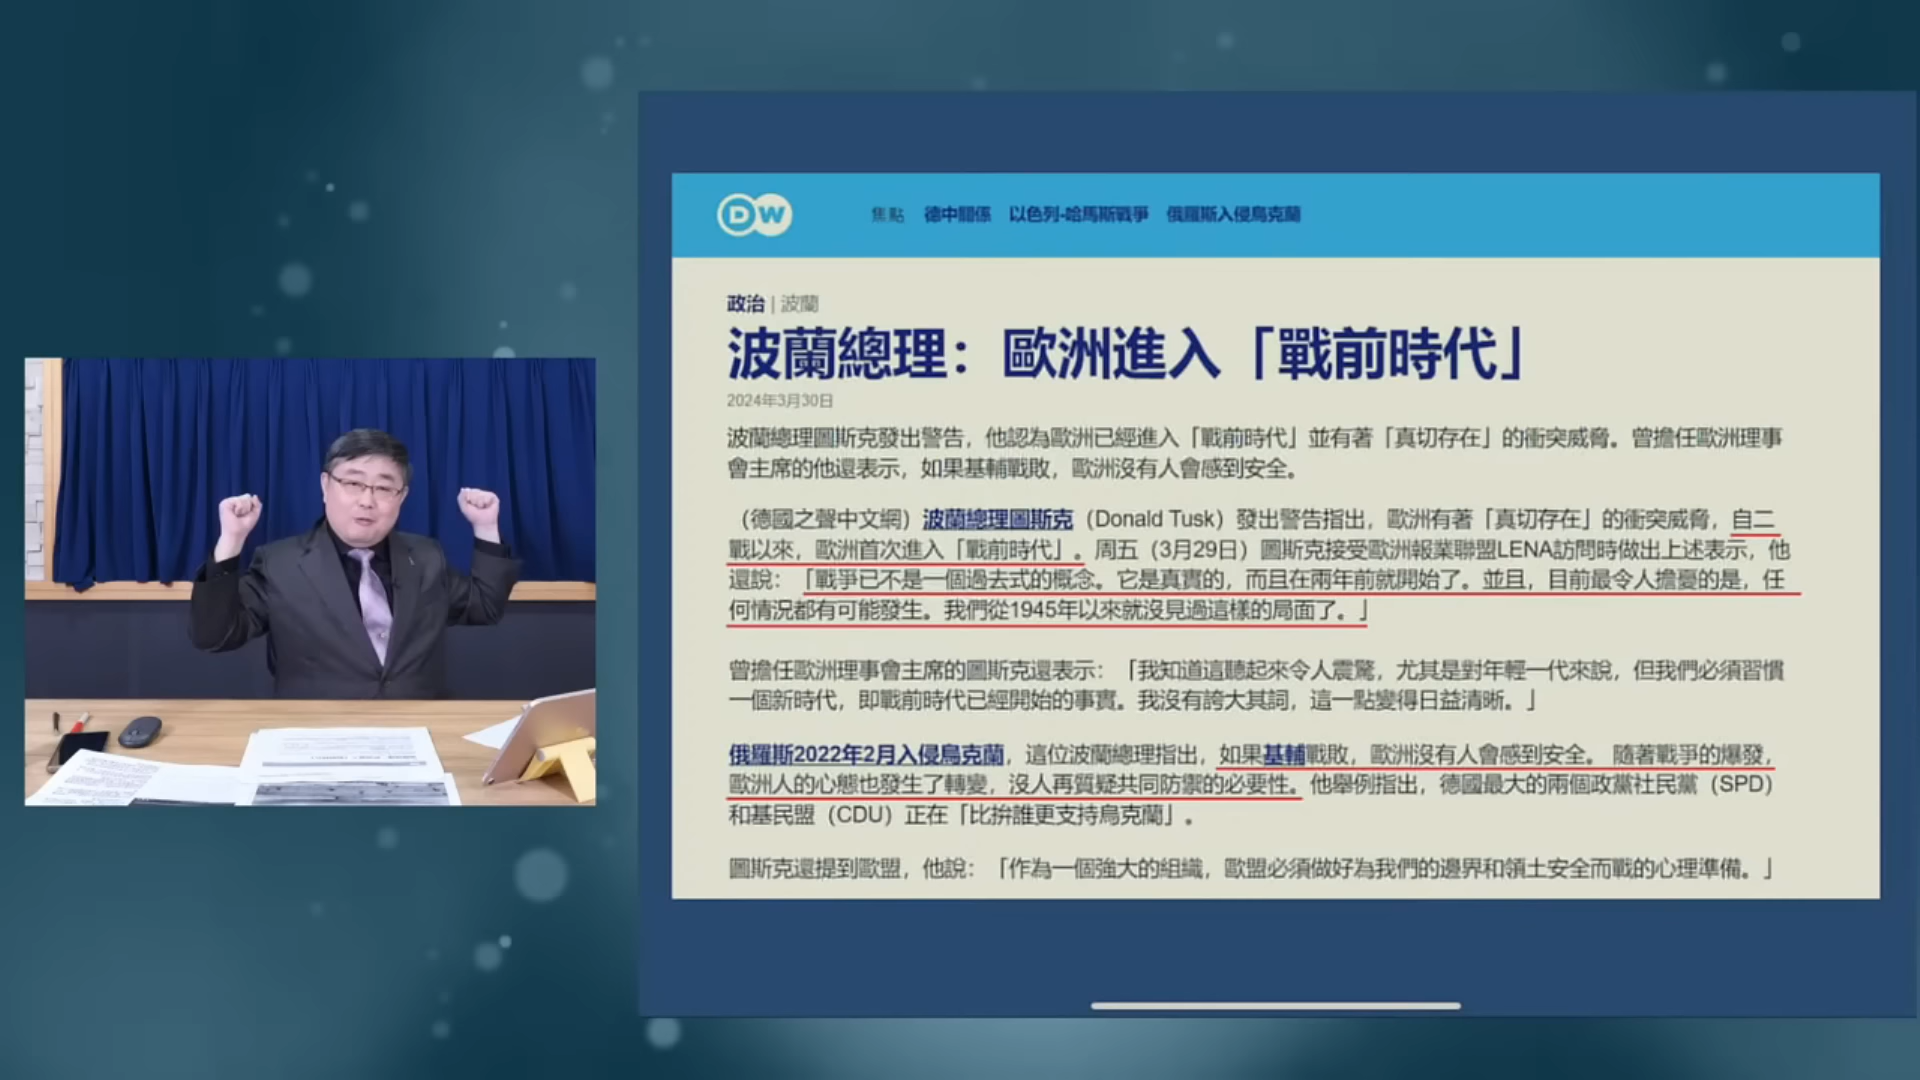 DW
焦點 德中關係 以色列-哈馬斯戰爭 俄羅斯入侵烏克蘭
政治 | 波蘭
波蘭總理：歐洲進入「戰前時代」
2024年3月30日
波蘭總理圖斯克發出警告，他認為歐洲已經進入「戰前時代」並有著「真切存在」的衝突威脅。曾擔任歐洲理事
會主席的他還表示，如果基輔戰敗，歐洲沒有人會感到安全。
（德國之聲中文網）波蘭總理圖斯克（Donald Tusk）發出警告指出，歐洲有著「真切存在」的衝突威脅，自二
戰以來，歐洲首次進入「戰前時代」。周五（3月29日）圖斯克接受歐洲報業聯盟LENA訪問時做出上述表示，他
還說：「戰爭已不是一個過去式的概念。它是真實的，而且在兩年前就開始了。並且，目前最令人擔憂的是，任
何情況都有可能發生。我們從1945年以來就沒見過這樣的局面了。」
曾擔任歐洲理事會主席的圖斯克還表示：「我知道這聽起來令人震驚，尤其是對年輕一代來說，但我們必須習慣
一個新時代，即戰前時代已經開始的事實。我沒有誇大其詞，這一點變得日益清晰。」
俄羅斯2022年2月入侵烏克蘭，這位波蘭總理指出，如果基輔戰敗，歐洲沒有人會感到安全。 隨著戰爭的爆發，
歐洲人的心態也發生了轉變，沒人再質疑共同防禦的必要性。他舉例指出，德國最大的兩個政黨社民黨（SPD）
和基民盟（CDU）正在「比拚誰更支持烏克蘭」。
圖斯克還提到歐盟，他說：「作為一個強大的組織，歐盟必須做好為我們的邊界和領土安全而戰的心理準備。」